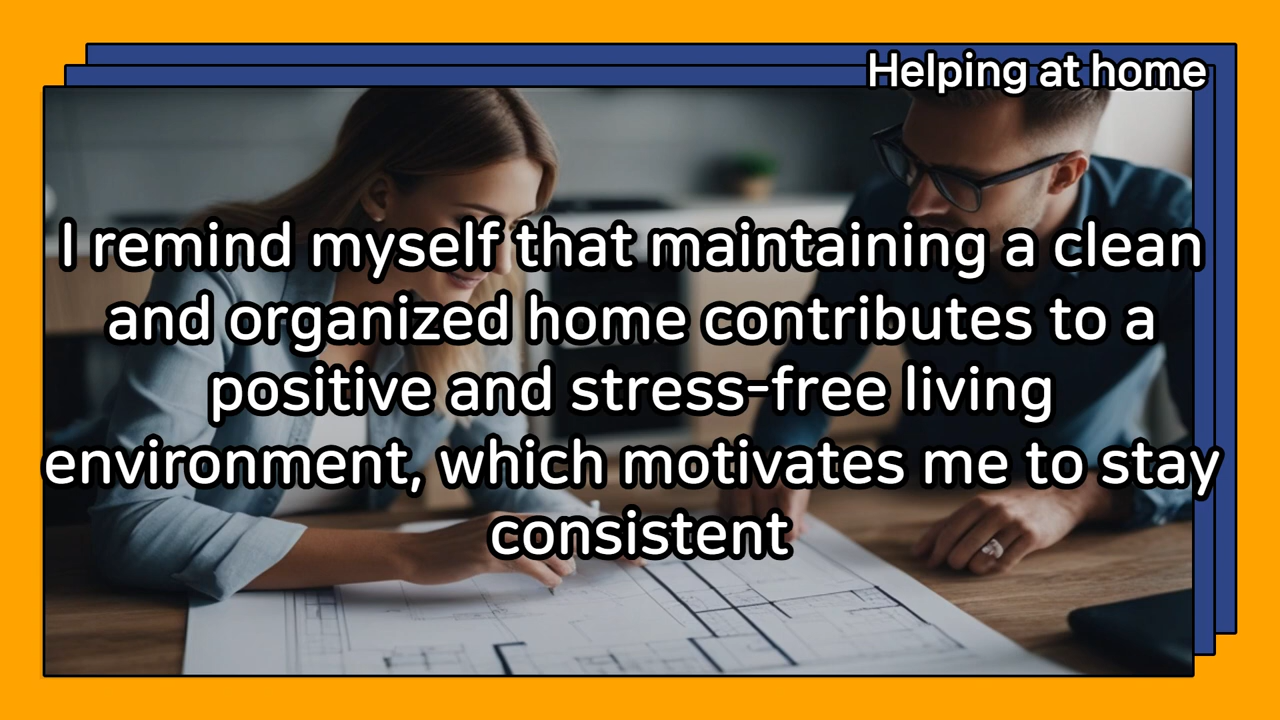 Helping at home
I remind myself that maintaining a clean
and organized home contributes to a
positive and stress-free living
environment, which motivates me to stay
consistent